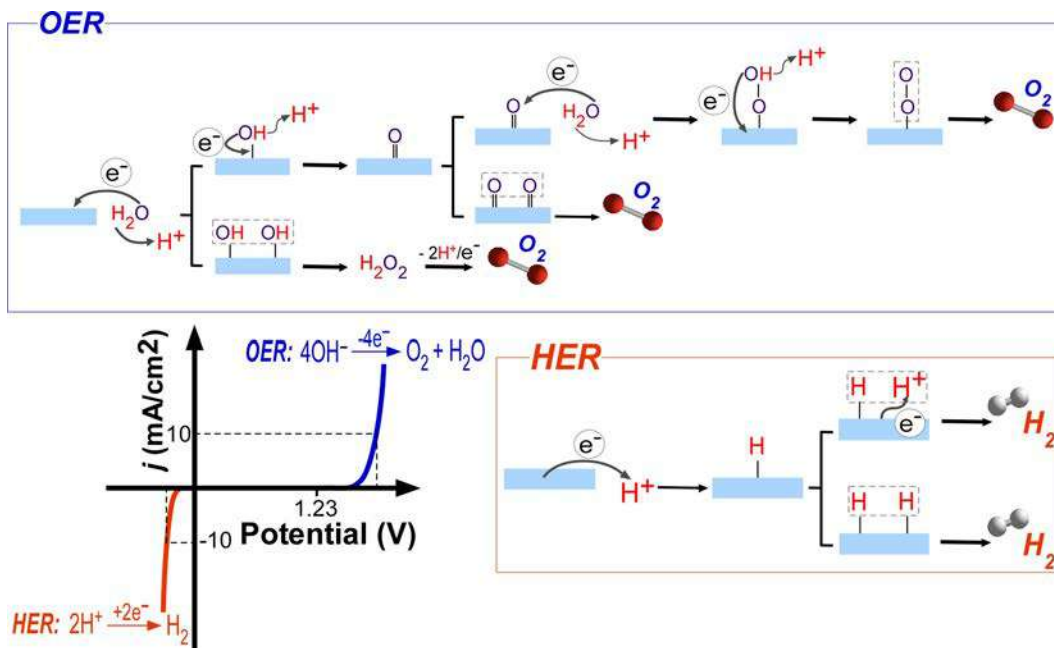 OER
e⁻
H₂O
H⁺
e⁻
OH
H⁺
O
e⁻
O
H₂O
H⁺
O O
O₂
e⁻
OH
O
H⁺
O
O
O₂
OH OH
H₂O₂
- 2H⁺/e⁻
O₂
j (mA/cm2)
OER: 4OH⁻ -4e⁻ O₂ + H₂O
10
1.23
Potential (V)
-10
HER: 2H⁺ +2e⁻ H₂
HER
e⁻
H⁺
H
H H⁺
e⁻
H₂
H H
H₂